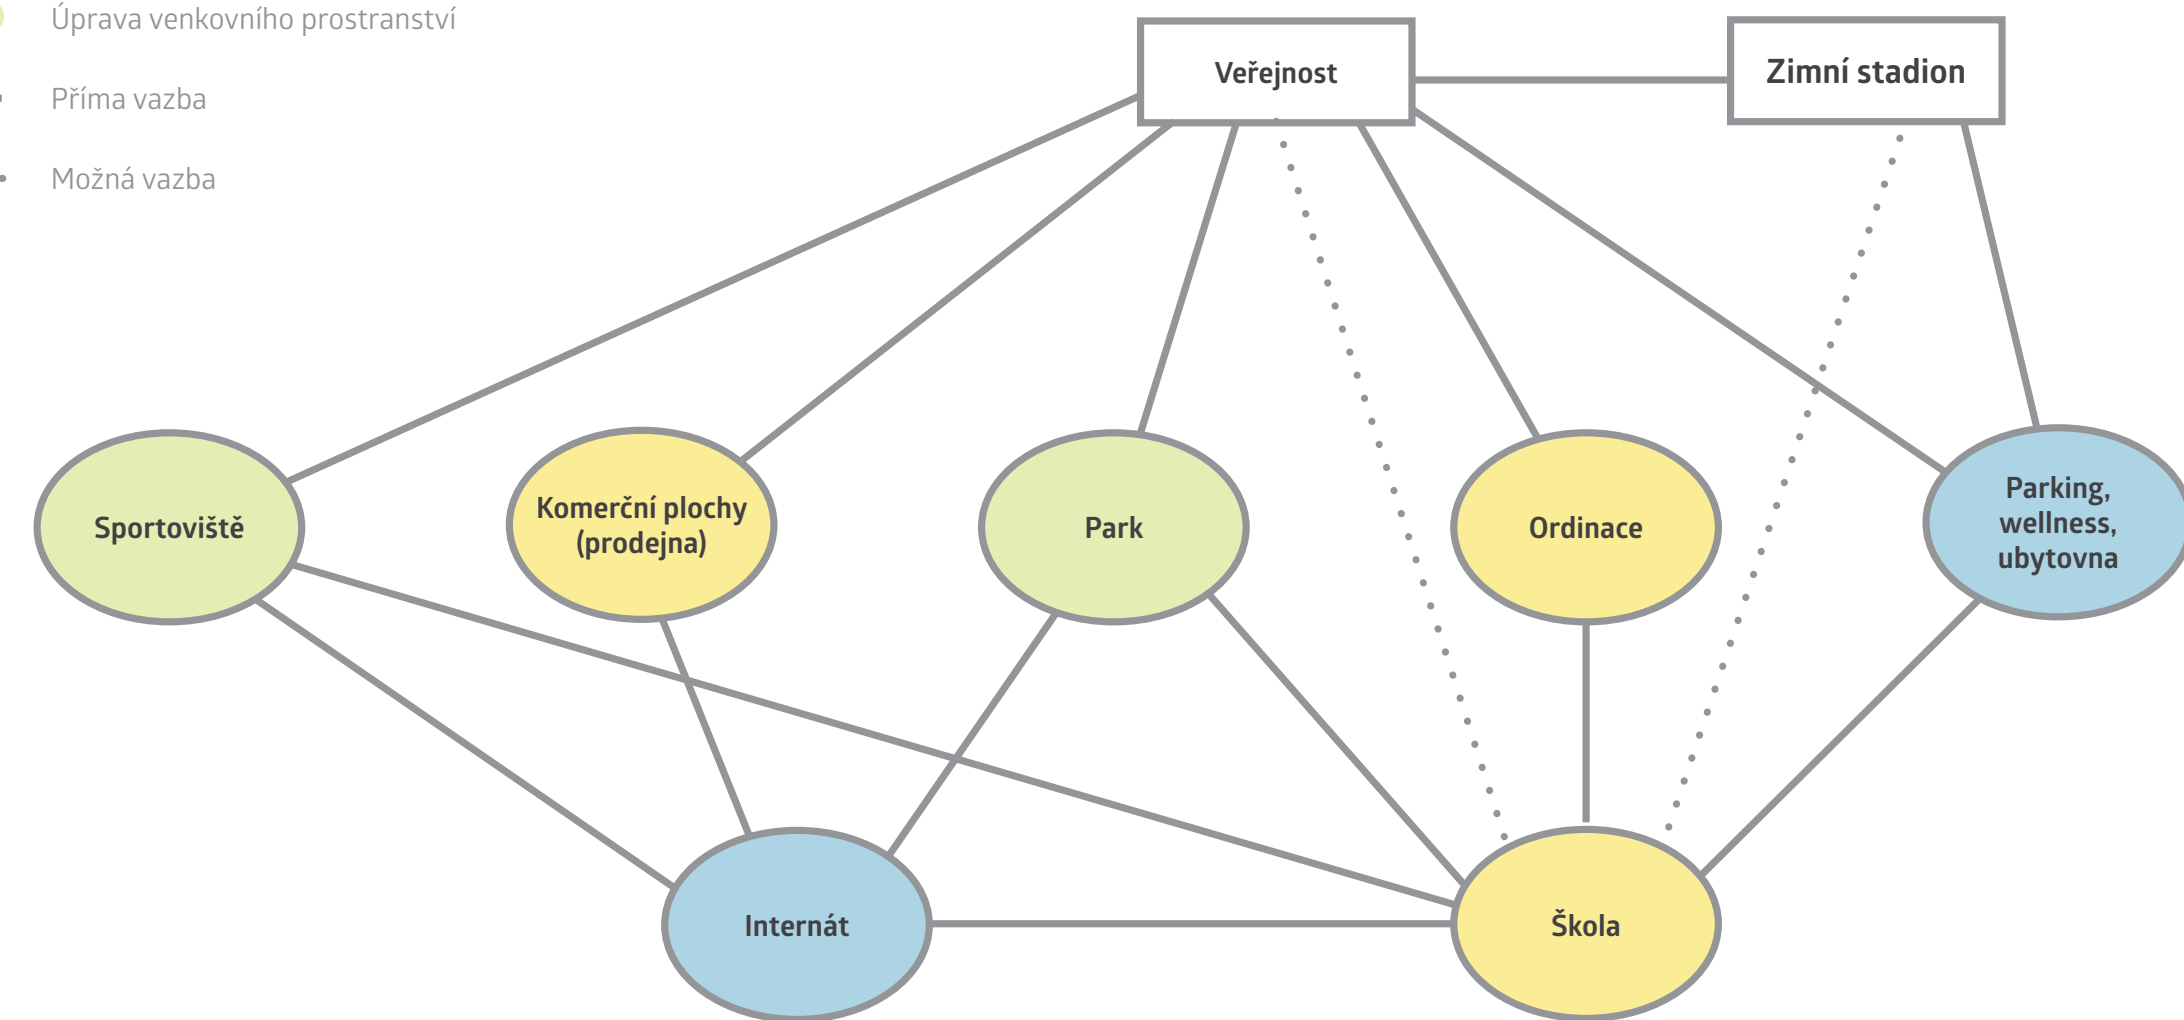 Úprava venkovního prostranství
Příma vazba
Možná vazba
Veřejnost
Zimní stadion
Sportoviště
Komerční plochy
(prodejna)
Park
Ordinace
Parking,
wellness,
ubytovna
Internát
Škola